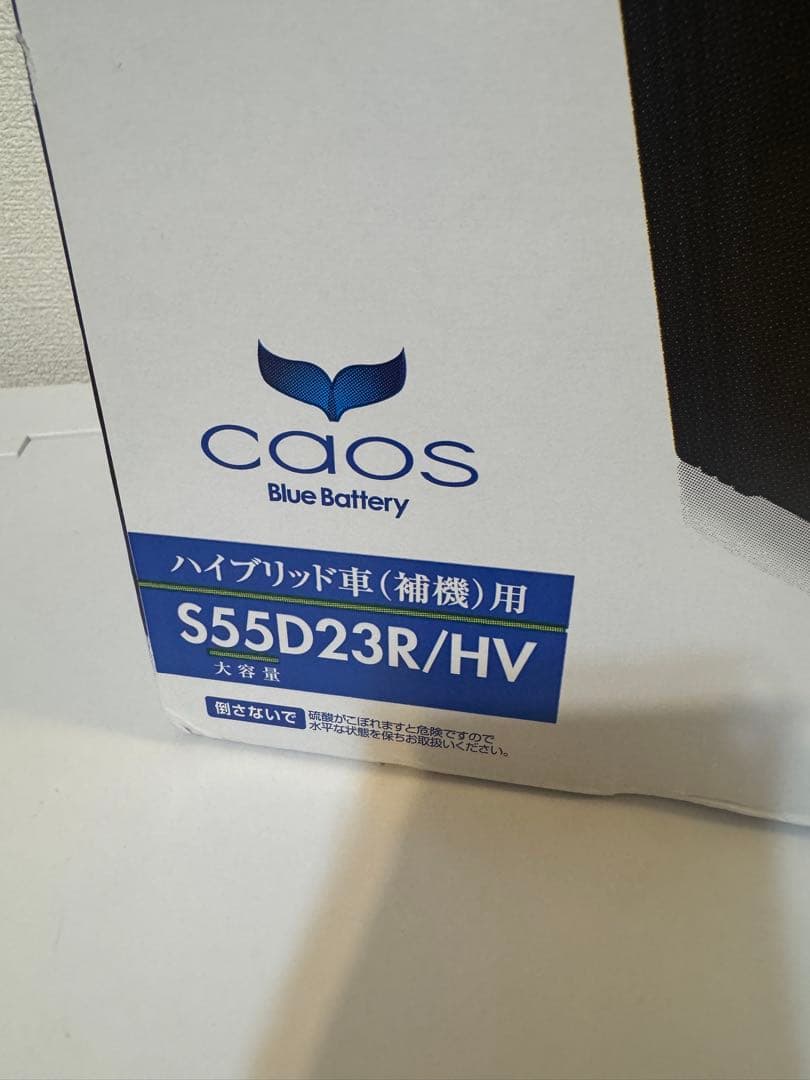 caos
Blue Battery
ハイブリッド車(補機)用
S55D23R/HV
大容量
倒さないで
硫酸がこぼれますと危険ですので
水平な状態を保ちお取扱いください。